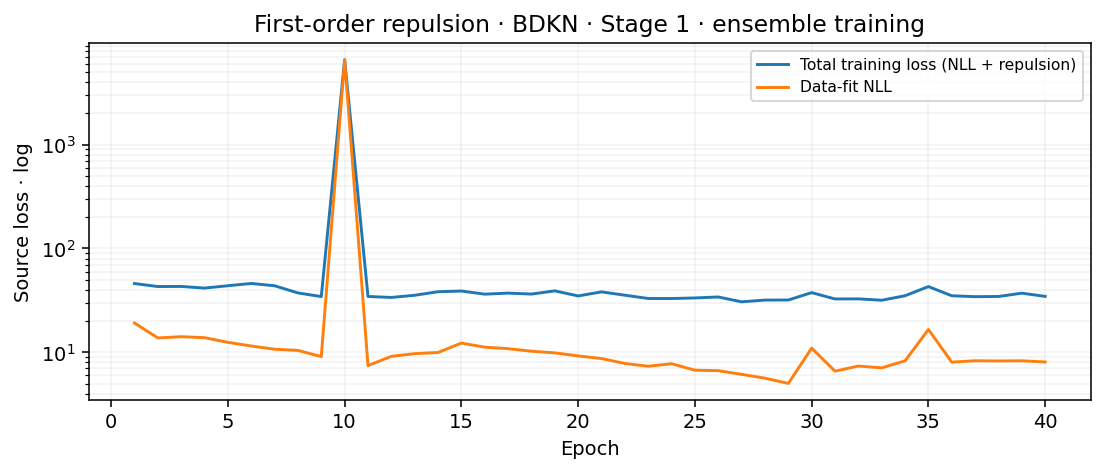 First-order repulsion · BDKN · Stage 1 · ensemble training
Total training loss (NLL + repulsion)
Data-fit NLL
Source loss · log
10³
10²
10¹
0 5 10 15 20 25 30 35 40
Epoch